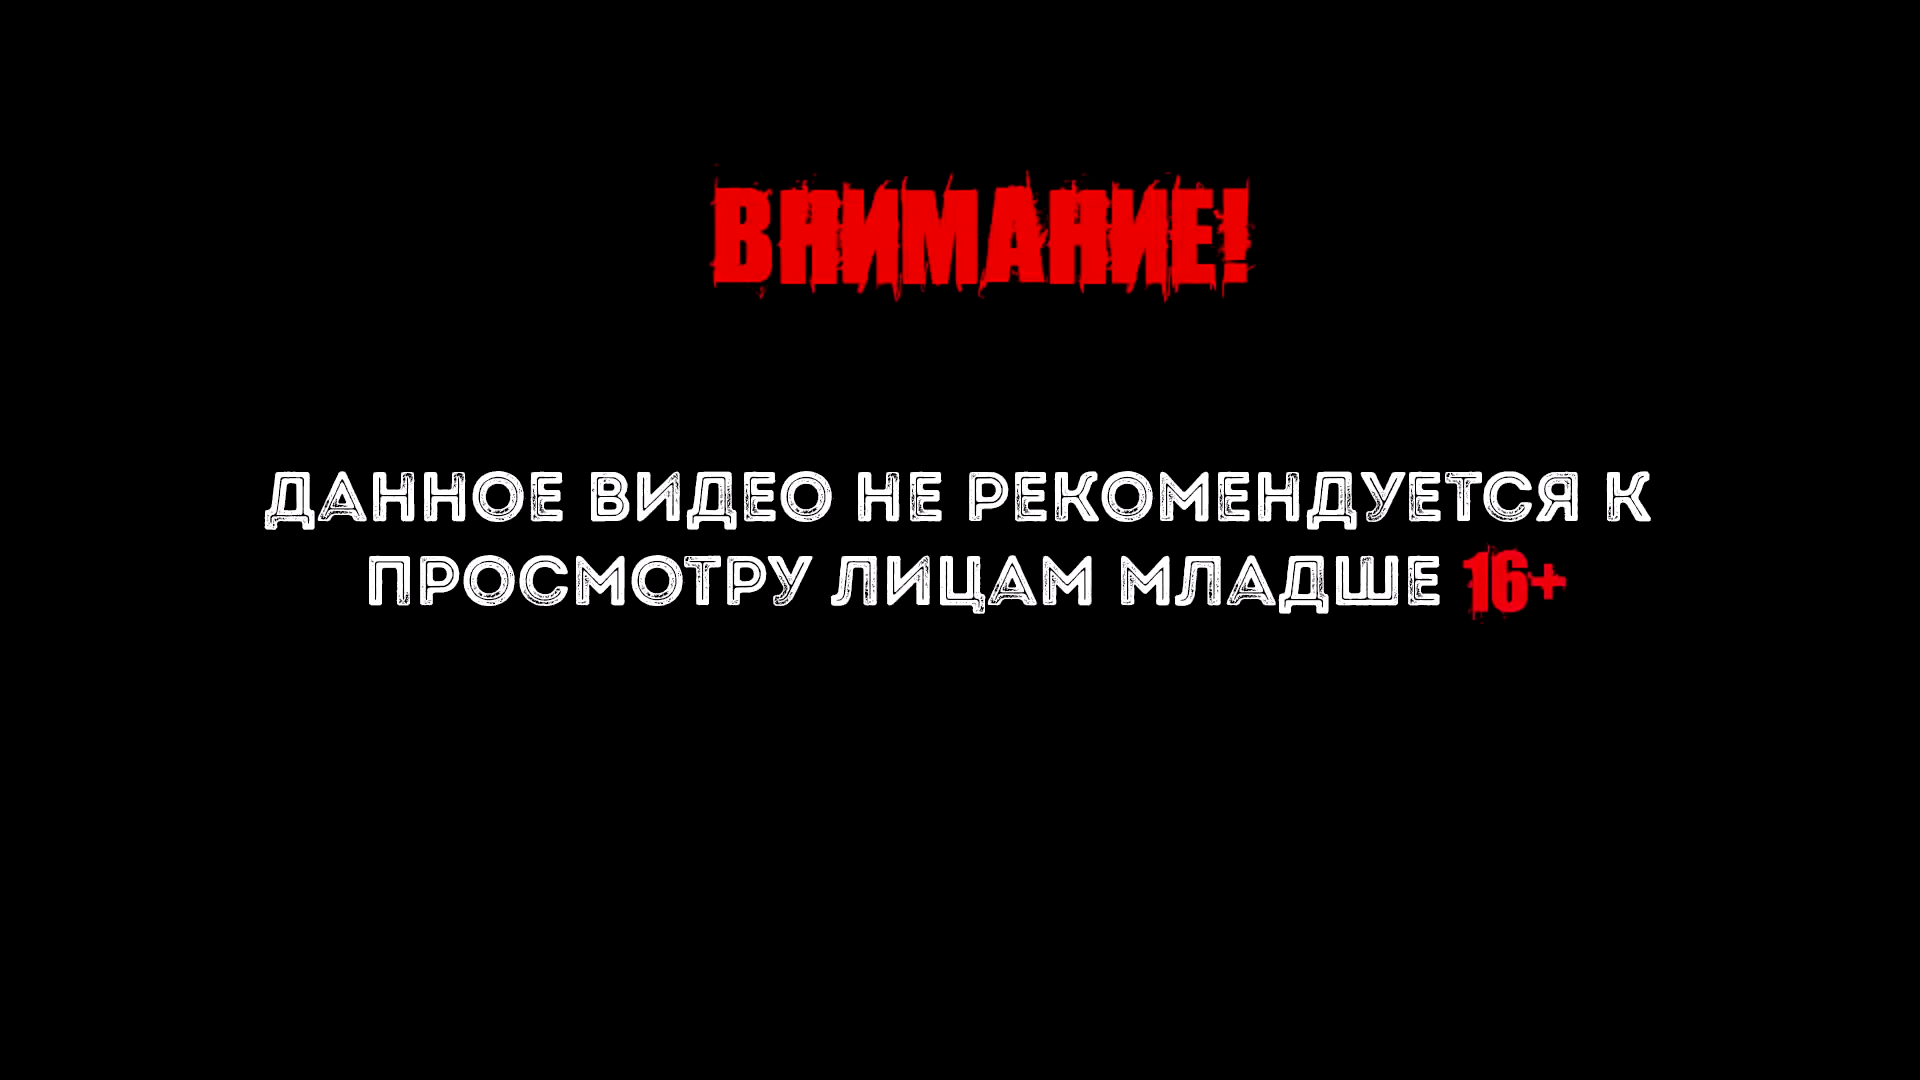 ВНИМАНИЕ!
ДАННОЕ ВИДЕО НЕ РЕКОМЕНДУЕТСЯ К
ПРОСМОТРУ ЛИЦАМ МЛАДШЕ 16+